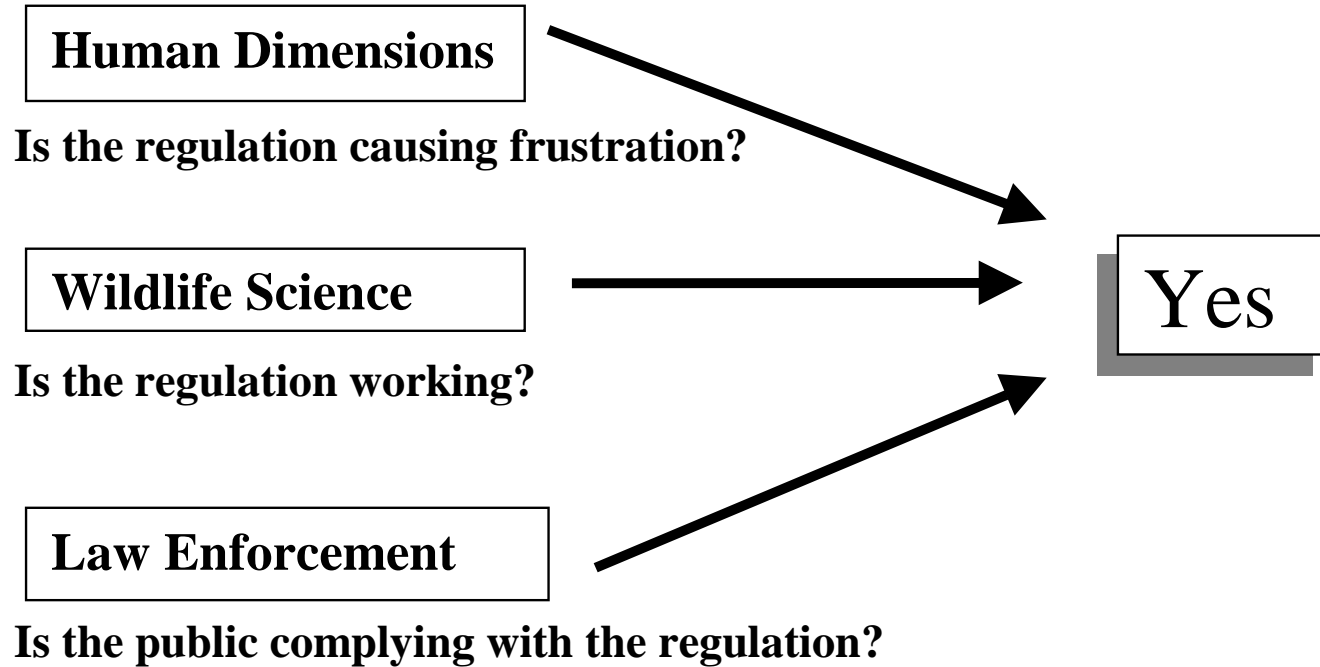 Human Dimensions
Is the regulation causing frustration?
Wildlife Science
Is the regulation working?
Law Enforcement
Is the public complying with the regulation?
Yes